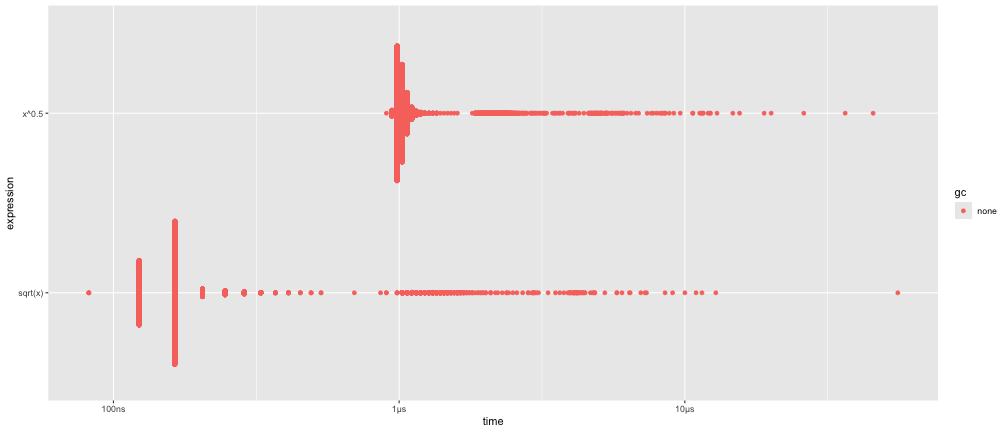 x^0.5
sqrt(x)
expression
100ns
1µs
10µs
time
gc
none